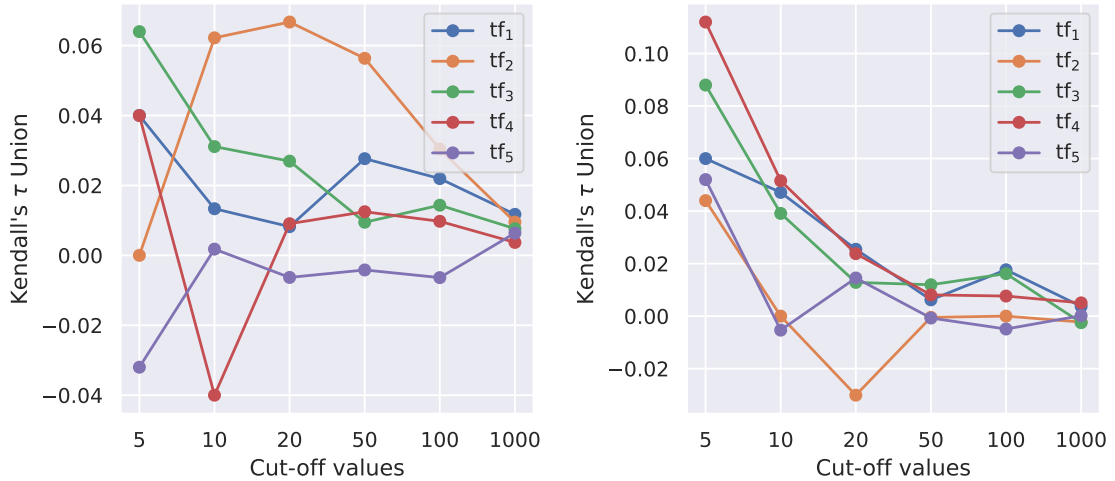 0.06
0.04
0.02
0.00
−0.02
−0.04
Kendall's τ Union
tf₁
tf₂
tf₃
tf₄
tf₅
5 10 20 50 100 1000
Cut-off values
0.10
0.08
0.06
0.04
0.02
0.00
−0.02
Kendall's τ Union
tf₁
tf₂
tf₃
tf₄
tf₅
5 10 20 50 100 1000
Cut-off values